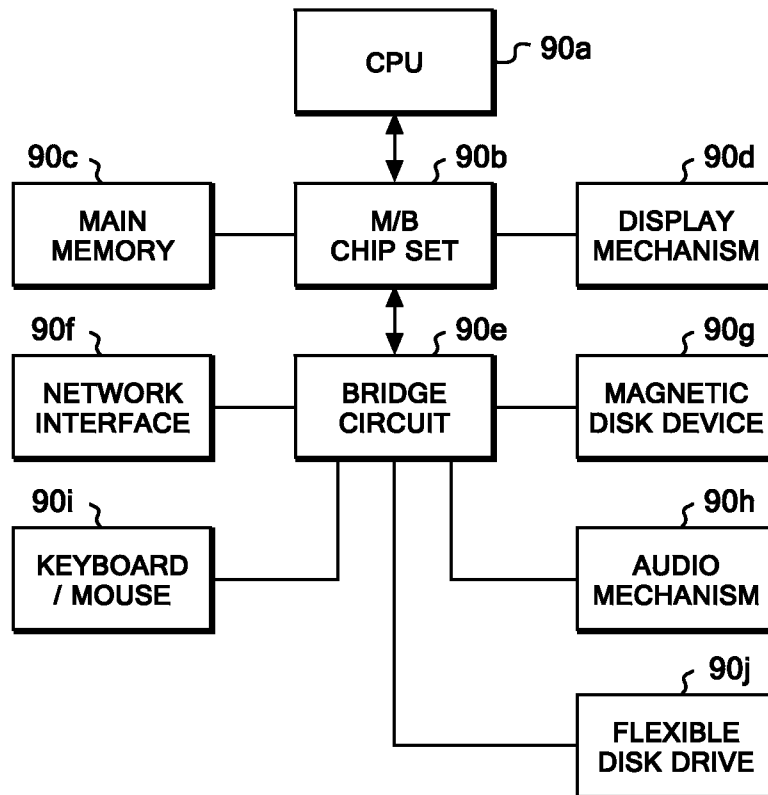 CPU
90a
90c
90b
90d
MAIN
MEMORY
M/B
CHIP SET
DISPLAY
MECHANISM
90f
90e
90g
NETWORK
INTERFACE
BRIDGE
CIRCUIT
MAGNETIC
DISK DEVICE
90i
90h
KEYBOARD
/ MOUSE
AUDIO
MECHANISM
90j
FLEXIBLE
DISK DRIVE